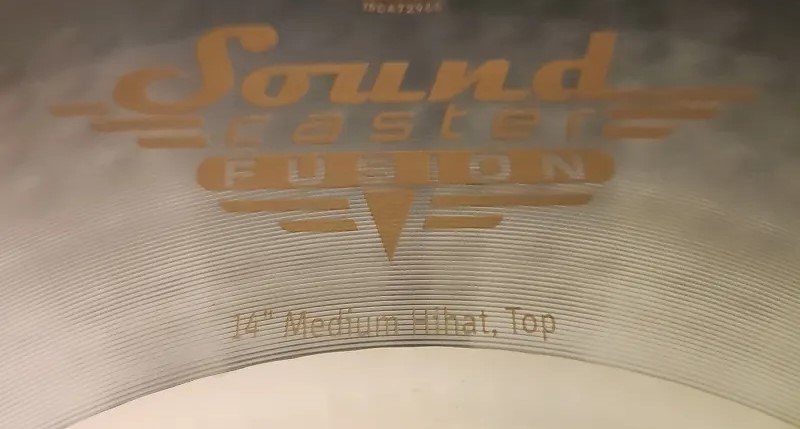 Sound
caster
FUSION
14" Medium Hihat, Top